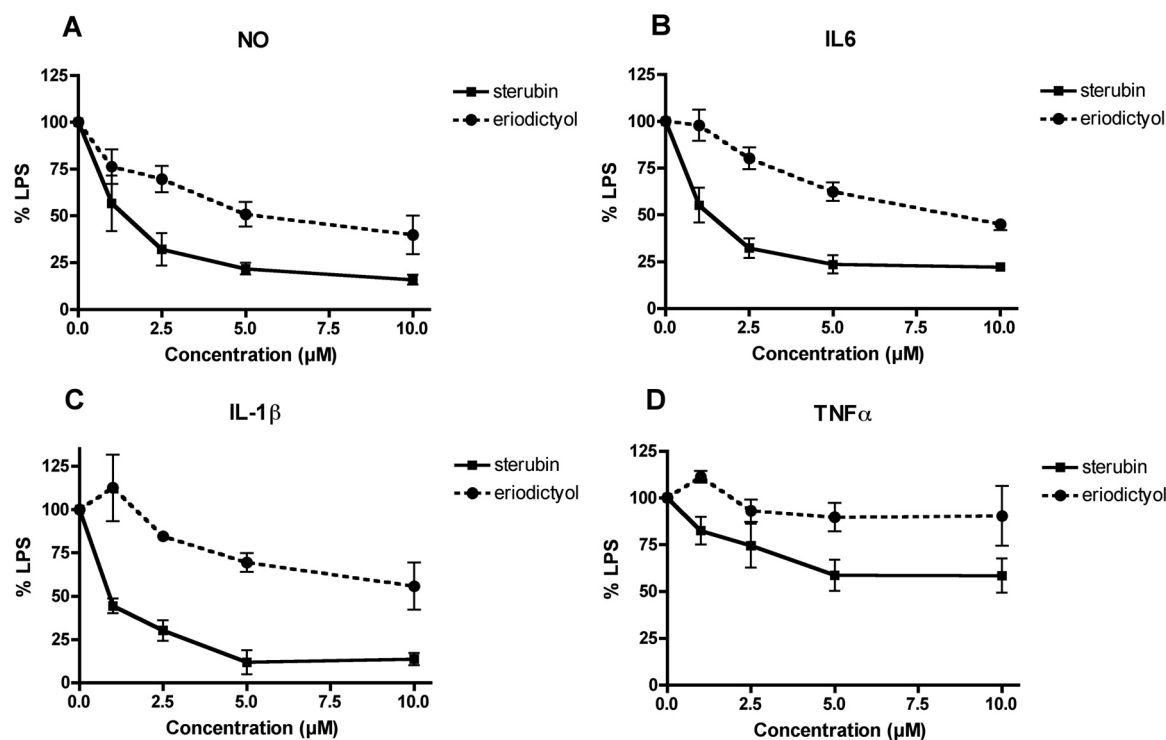 A
NO
125
100
75
50
25
0
% LPS
0.0
2.5
5.0
7.5
10.0
Concentration (µM)
sterubin
eriodictyol
B
IL6
125
100
75
50
25
0
% LPS
0.0
2.5
5.0
7.5
10.0
Concentration (µM)
sterubin
eriodictyol
C
IL-1β
125
100
75
50
25
0
% LPS
0.0
2.5
5.0
7.5
10.0
Concentration (µM)
sterubin
eriodictyol
D
TNFα
125
100
75
50
25
0
% LPS
0.0
2.5
5.0
7.5
10.0
Concentration (µM)
sterubin
eriodictyol